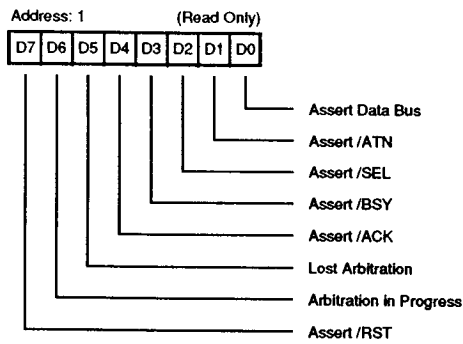 Address: 1 (Read Only)
D7 D6 D5 D4 D3 D2 D1 D0
Assert Data Bus
Assert /ATN
Assert /SEL
Assert /BSY
Assert /ACK
Lost Arbitration
Arbitration in Progress
Assert /RST